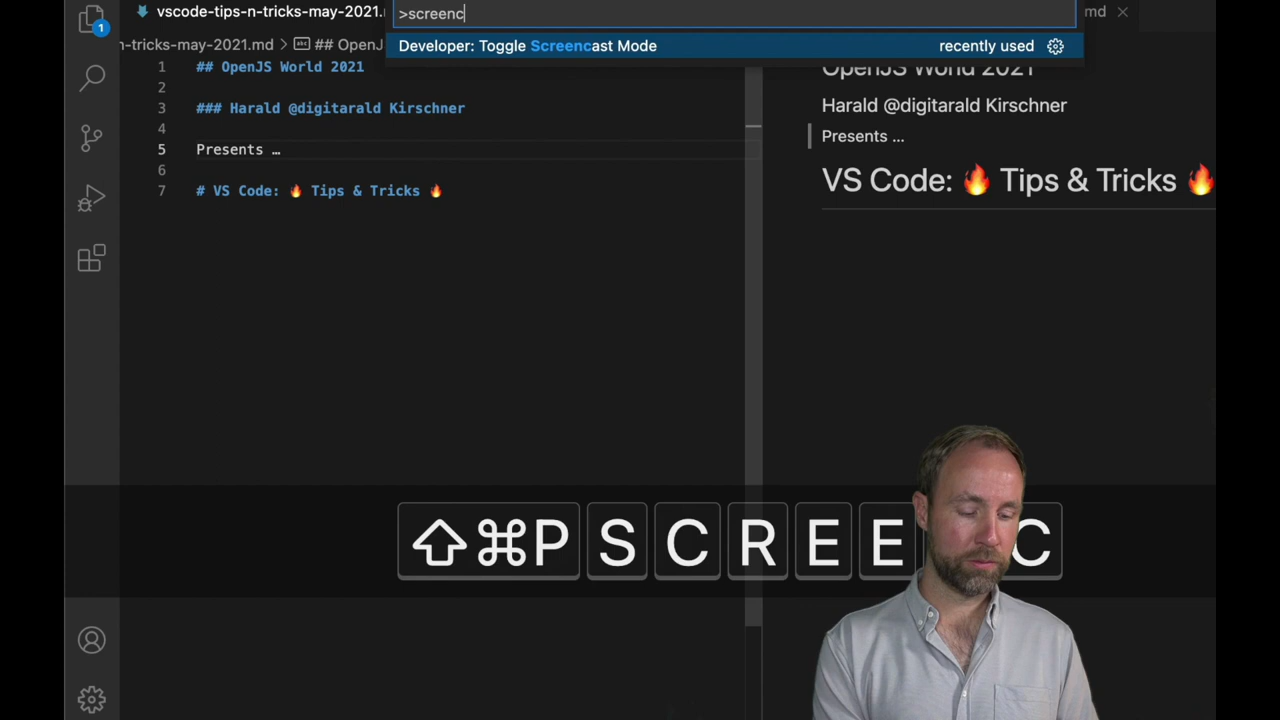 vscode-tips-n-tricks-may-2021.
>screenc
md
n-tricks-may-2021.md > ## OpenJ
Developer: Toggle Screencast Mode
recently used
1
1 ## OpenJS World 2021
2
3 ### Harald @digitarald Kirschner
4
5 Presents …
6
7 # VS Code: 🔥 Tips & Tricks 🔥
OpenJS World 2021
Harald @digitarald Kirschner
Presents ...
VS Code: 🔥 Tips & Tricks 🔥
⇧⌘P S C R E E C